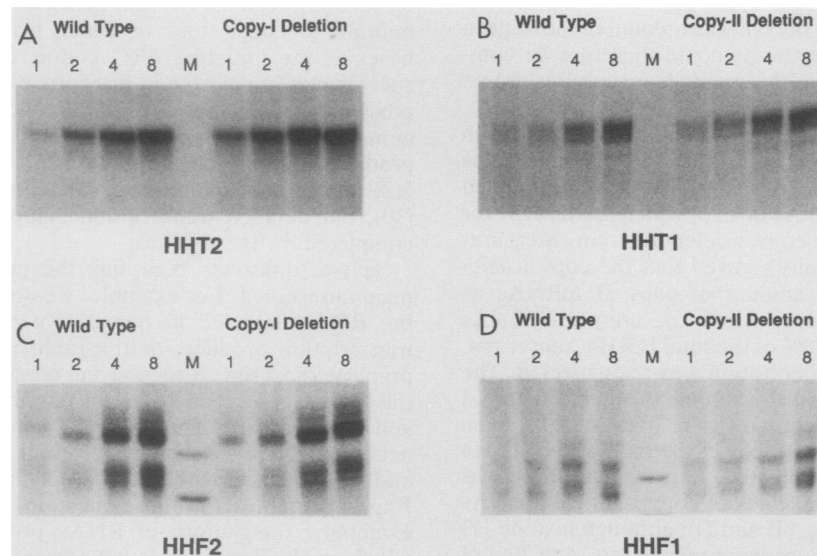 A
Wild Type Copy-I Deletion
1 2 4 8 M 1 2 4 8
HHT2
B
Wild Type Copy-II Deletion
1 2 4 8 M 1 2 4 8
HHT1
C
Wild Type Copy-I Deletion
1 2 4 8 M 1 2 4 8
HHF2
D
Wild Type Copy-II Deletion
1 2 4 8 M 1 2 4 8
HHF1